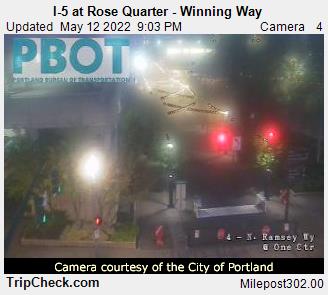 I-5 at Rose Quarter - Winning Way
Updated May 12 2022 9:03 PM Camera 4
PBOT
PORTLAND BUREAU OF TRANSPORTATION
4 - N. Ramsey Wy
@ One Ctr
Camera courtesy of the City of Portland
TripCheck.com Milepost302.00